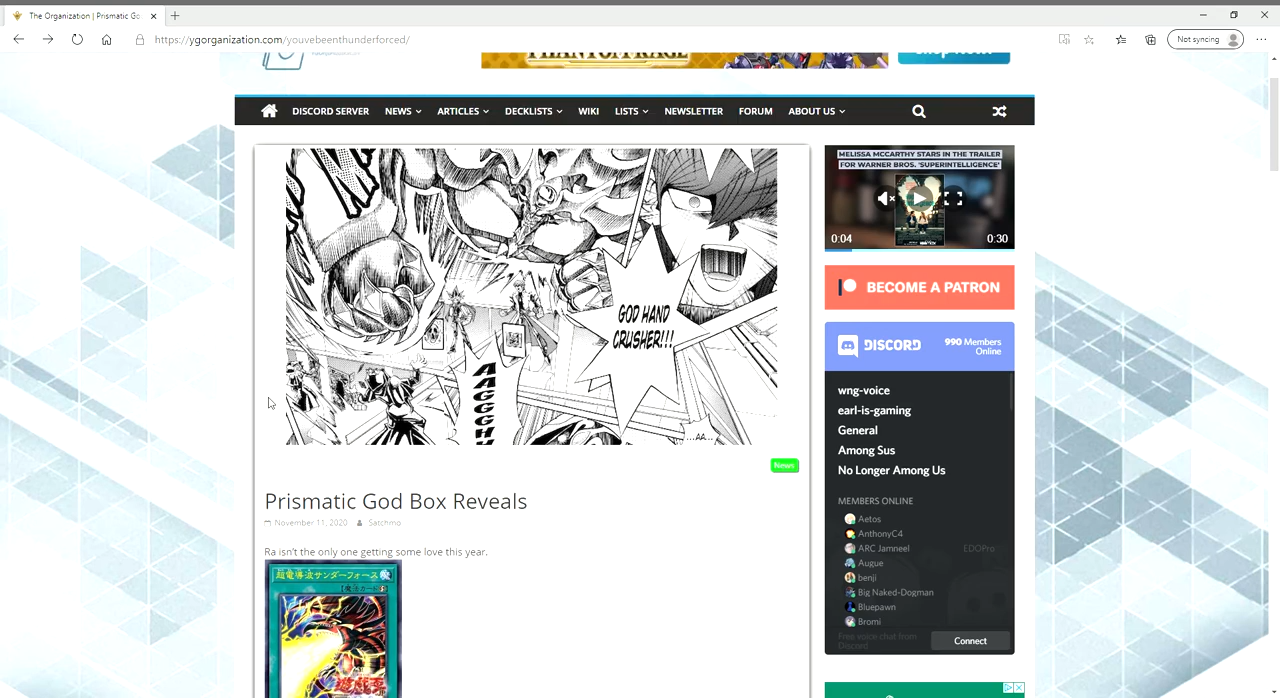 The Organization | Prismatic Go
https://ygorganization.com/youvebeenthunderforced/
Not syncing
DISCORD SERVER NEWS ARTICLES DECKLISTS WIKI LISTS NEWSLETTER FORUM ABOUT US
MELISSA MCCARTHY STARS IN THE TRAILER
FOR WARNER BROS. 'SUPERINTELLIGENCE'
0:04 0:30
GOD HAND
CRUSHER!!!
AAGGGH
...AA...
BECOME A PATRON
DISCORD 990 Members
Online
wng-voice
earl-is-gaming
General
Among Sus
No Longer Among Us
MEMBERS ONLINE
Aetos
AnthonyC4
ARC Jamneel EDOPro
Augue
benji
Big Naked-Dogman
Bluepawn
Bromi
Free voice chat from
Discord
Connect
News
Prismatic God Box Reveals
November 11, 2020 Satchmo
Ra isn't the only one getting some love this year.
超電導波サンダーフォース